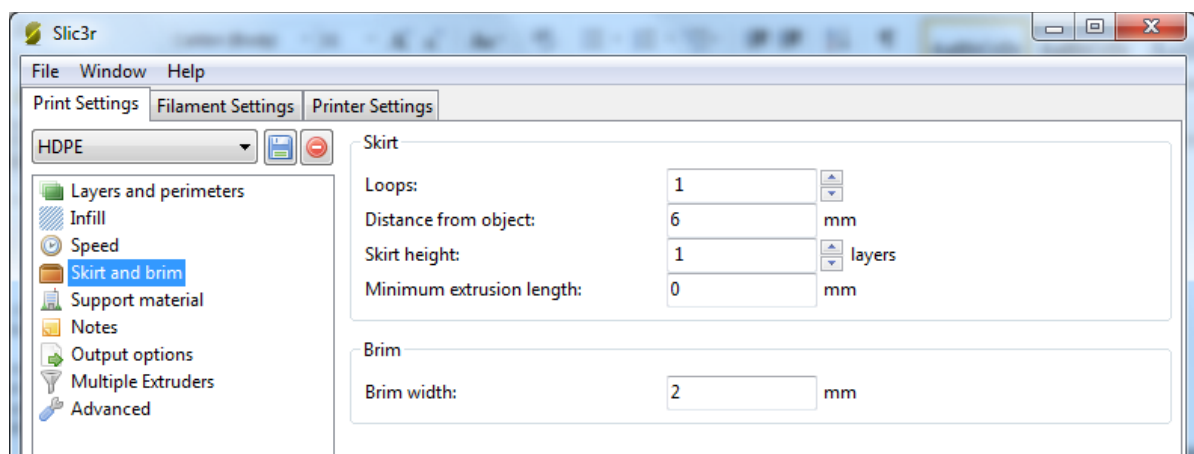 Slic3r
File Window Help
Print Settings Filament Settings Printer Settings
HDPE
Layers and perimeters
Infill
Speed
Skirt and brim
Support material
Notes
Output options
Multiple Extruders
Advanced
Skirt
Loops: 1
Distance from object: 6 mm
Skirt height: 1 layers
Minimum extrusion length: 0 mm
Brim
Brim width: 2 mm